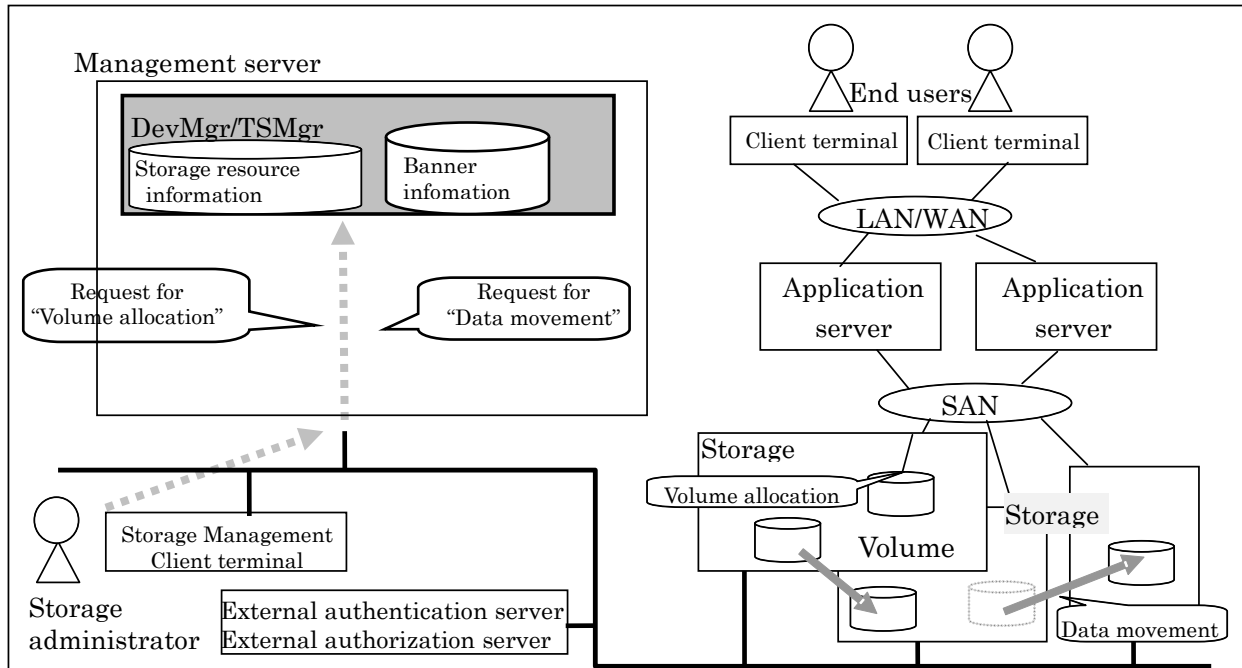 Management server
DevMgr/TSMgr
Storage resource
information
Banner
infomation
Request for
“Volume allocation”
Request for
“Data movement”
Storage Management
Client terminal
Storage
administrator
External authentication server
External authorization server
End users
Client terminal
Client terminal
LAN/WAN
Application
server
Application
server
SAN
Storage
Volume allocation
Volume
Storage
Data movement